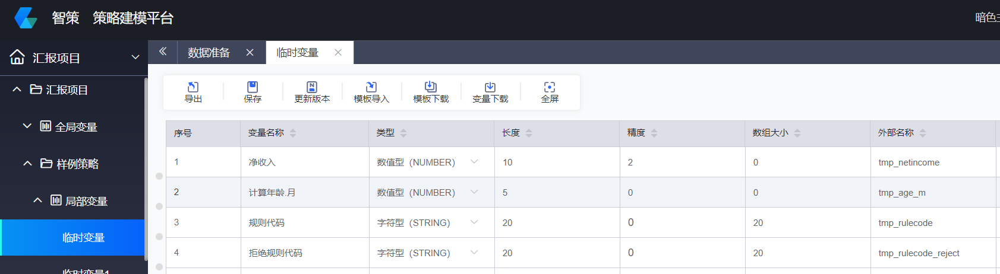 智策 策略建模平台
暗色主
汇报项目
数据准备
临时变量
汇报项目
全局变量
样例策略
局部变量
临时变量
临时变量1
导出
保存
更新版本
模板导入
模板下载
变量下载
全屏
序号 变量名称 类型 长度 精度 数组大小 外部名称
1 净收入 数值型（NUMBER） 10 2 0 tmp_netincome
2 计算年龄.月 数值型（NUMBER） 5 0 0 tmp_age_m
3 规则代码 字符型（STRING） 20 0 20 tmp_rulecode
4 拒绝规则代码 字符型（STRING） 20 0 20 tmp_rulecode_reject